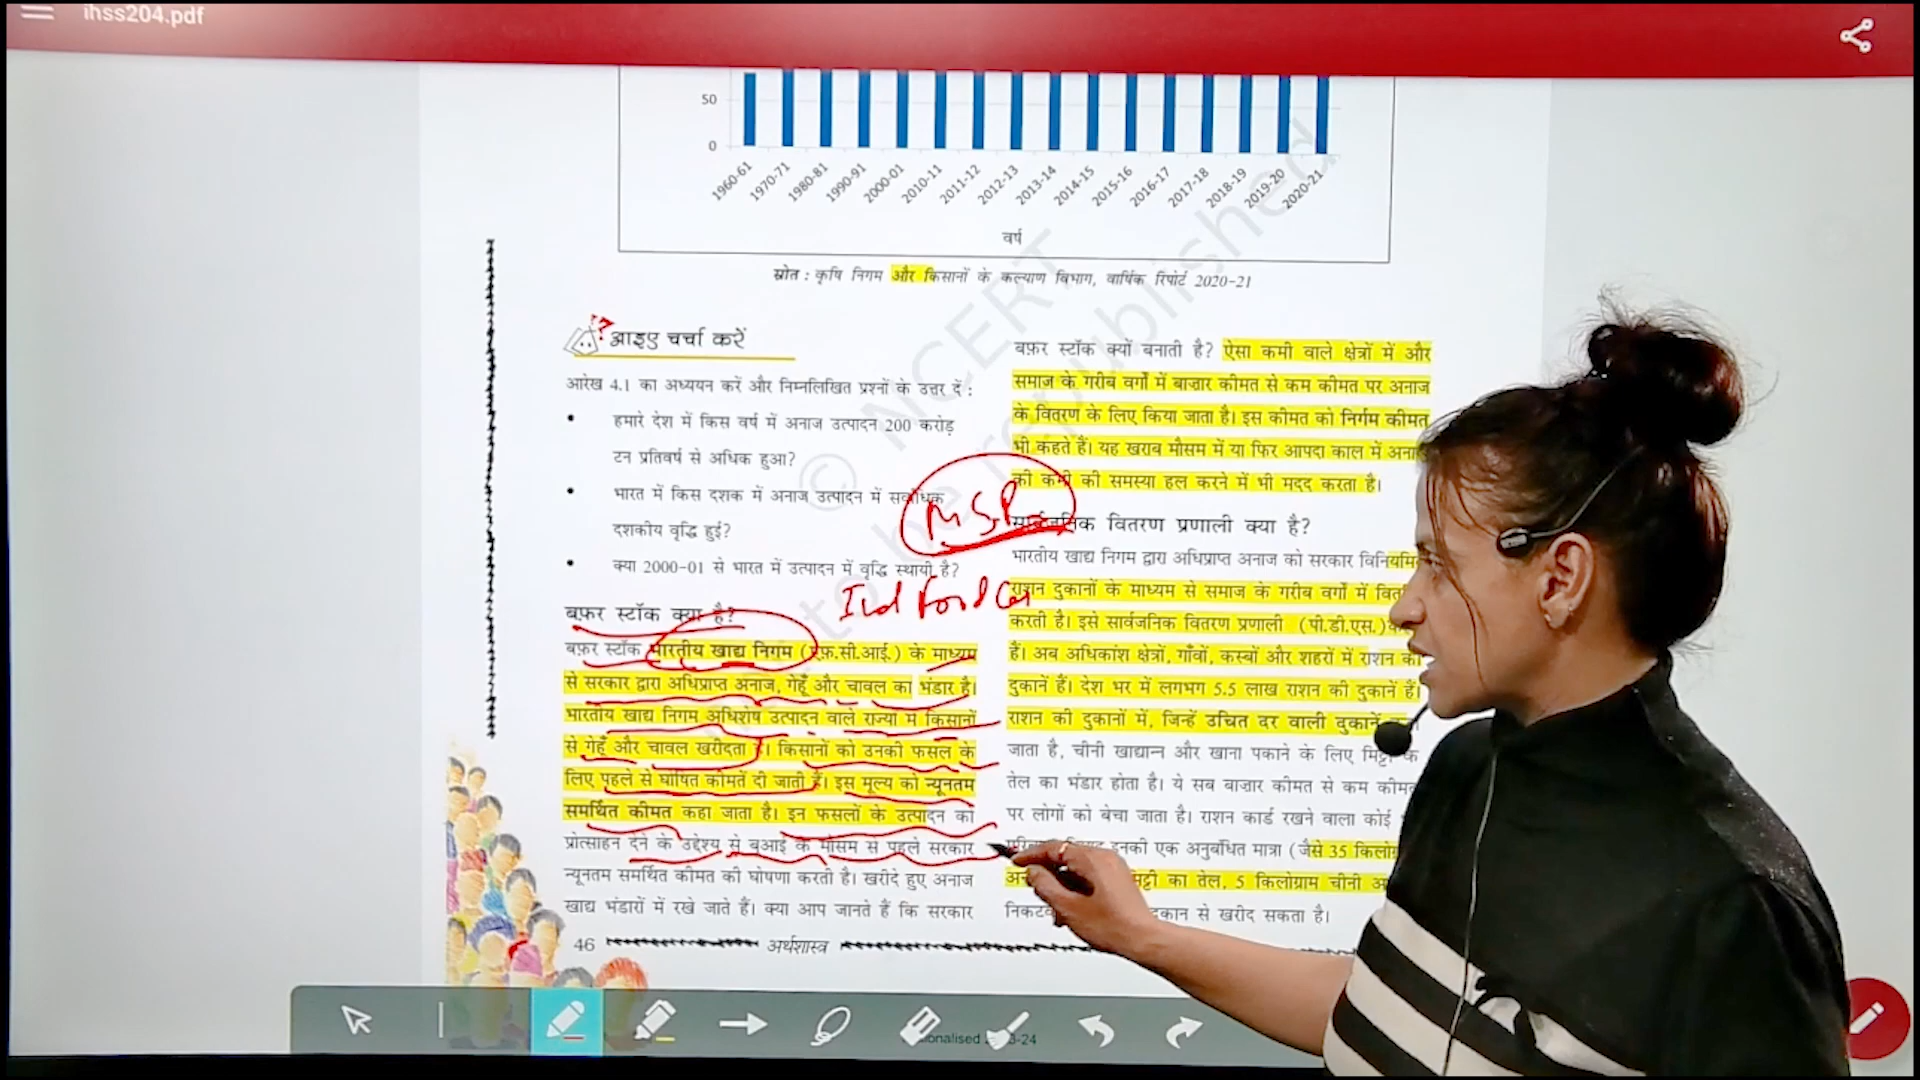 ihss204.pdf
50
0
1960-61
1970-71
1980-81
1990-91
2000-01
2010-11
2011-12
2012-13
2013-14
2014-15
2015-16
2016-17
2017-18
2018-19
2019-20
2020-21
वर्ष
स्रोत : कृषि निगम और किसानों के कल्याण विभाग, वार्षिक रिपोर्ट 2020-21
आइए चर्चा करें
आरेख 4.1 का अध्ययन करें और निम्नलिखित प्रश्नों के उत्तर दें :
• हमारे देश में किस वर्ष में अनाज उत्पादन 200 करोड़
टन प्रतिवर्ष से अधिक हुआ?
• भारत में किस दशक में अनाज उत्पादन में सर्वाधिक
दशकीय वृद्धि हुई?
• क्या 2000-01 से भारत में उत्पादन में वृद्धि स्थायी है?
बफ़र स्टॉक क्या है?
बफ़र स्टॉक भारतीय खाद्य निगम (एफ़.सी.आई.) के माध्यम
से सरकार द्वारा अधिप्राप्त अनाज, गेहूँ और चावल का भंडार है।
भारतीय खाद्य निगम अधिशेष उत्पादन वाले राज्यों में किसानों
से गेहूँ और चावल खरीदता है। किसानों को उनकी फसल के
लिए पहले से घोषित कीमतें दी जाती हैं। इस मूल्य को न्यूनतम
समर्थित कीमत कहा जाता है। इन फसलों के उत्पादन को
प्रोत्साहन देने के उद्देश्य से बुआई के मौसम से पहले सरकार
न्यूनतम समर्थित कीमत की घोषणा करती है। खरीदे हुए अनाज
खाद्य भंडारों में रखे जाते हैं। क्या आप जानते हैं कि सरकार
MSP
Ind Food
बफ़र स्टॉक क्यों बनाती है? ऐसा कमी वाले क्षेत्रों में और
समाज के गरीब वर्गों में बाज़ार कीमत से कम कीमत पर अनाज
के वितरण के लिए किया जाता है। इस कीमत को निर्गम कीमत
भी कहते हैं। यह खराब मौसम में या फिर आपदा काल में अनाज
की कमी की समस्या हल करने में भी मदद करता है।
सार्वजनिक वितरण प्रणाली क्या है?
भारतीय खाद्य निगम द्वारा अधिप्राप्त अनाज को सरकार विनियमित
राशन दुकानों के माध्यम से समाज के गरीब वर्गों में
करती है। इसे सार्वजनिक वितरण प्रणाली (पी.डी.एस.)
हैं। अब अधिकांश क्षेत्रों, गाँवों, कस्बों और शहरों में राशन की
दुकानें हैं। देश भर में लगभग 5.5 लाख राशन की दुकानें हैं।
राशन की दुकानों में, जिन्हें उचित दर वाली दुकानें
जाता है, चीनी खाद्यान्न और खाना पकाने के लिए मिट्टी के
तेल का भंडार होता है। ये सब बाज़ार कीमत से कम कीमत
पर लोगों को बेचा जाता है। राशन कार्ड रखने वाला कोई
इनकी एक अनुबंधित मात्रा (जैसे 35
मिट्टी का तेल, 5 किलोग्राम चीनी
दुकान से खरीद सकता है।
46 अर्थशास्त्र
© NCERT
not to be republished